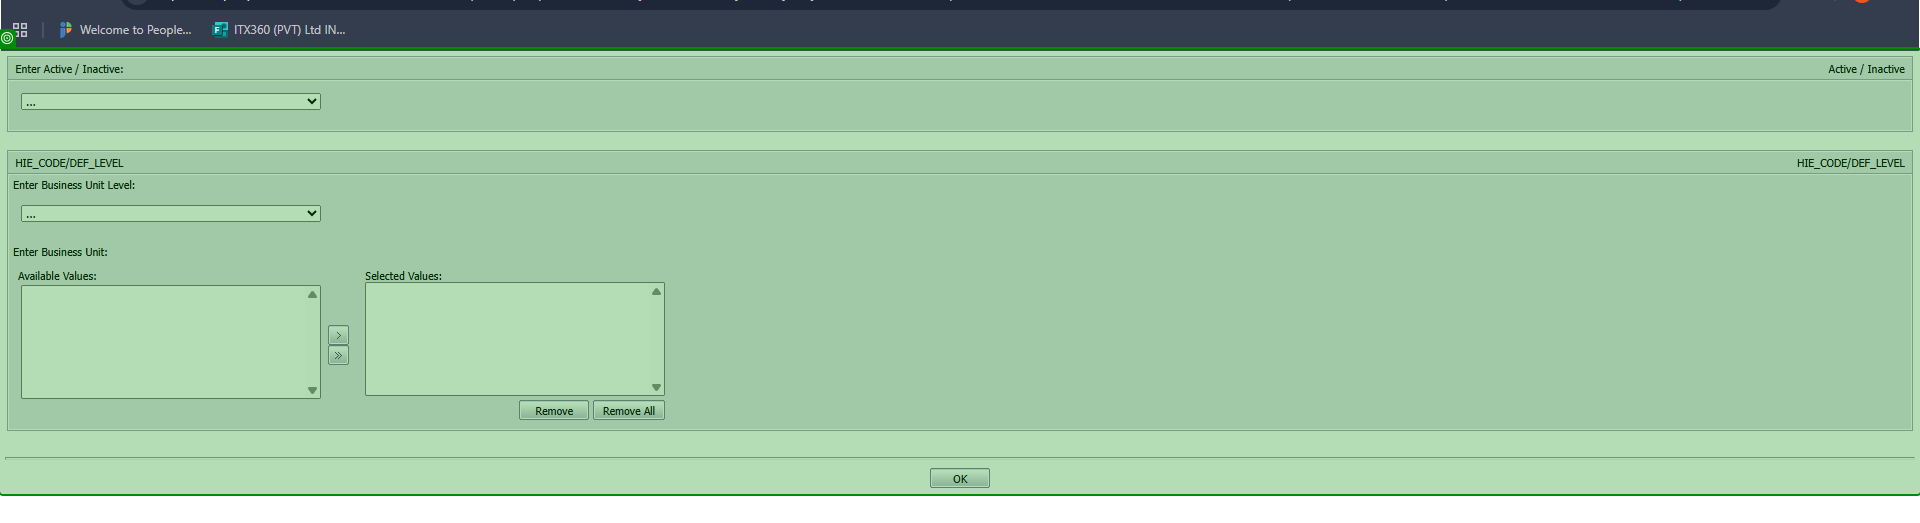 Welcome to People...
ITX360 (PVT) Ltd IN...
Enter Active / Inactive:
Active / Inactive
...
HIE_CODE/DEF_LEVEL
HIE_CODE/DEF_LEVEL
Enter Business Unit Level:
...
Enter Business Unit:
Available Values:
Selected Values:
>
»
Remove
Remove All
OK